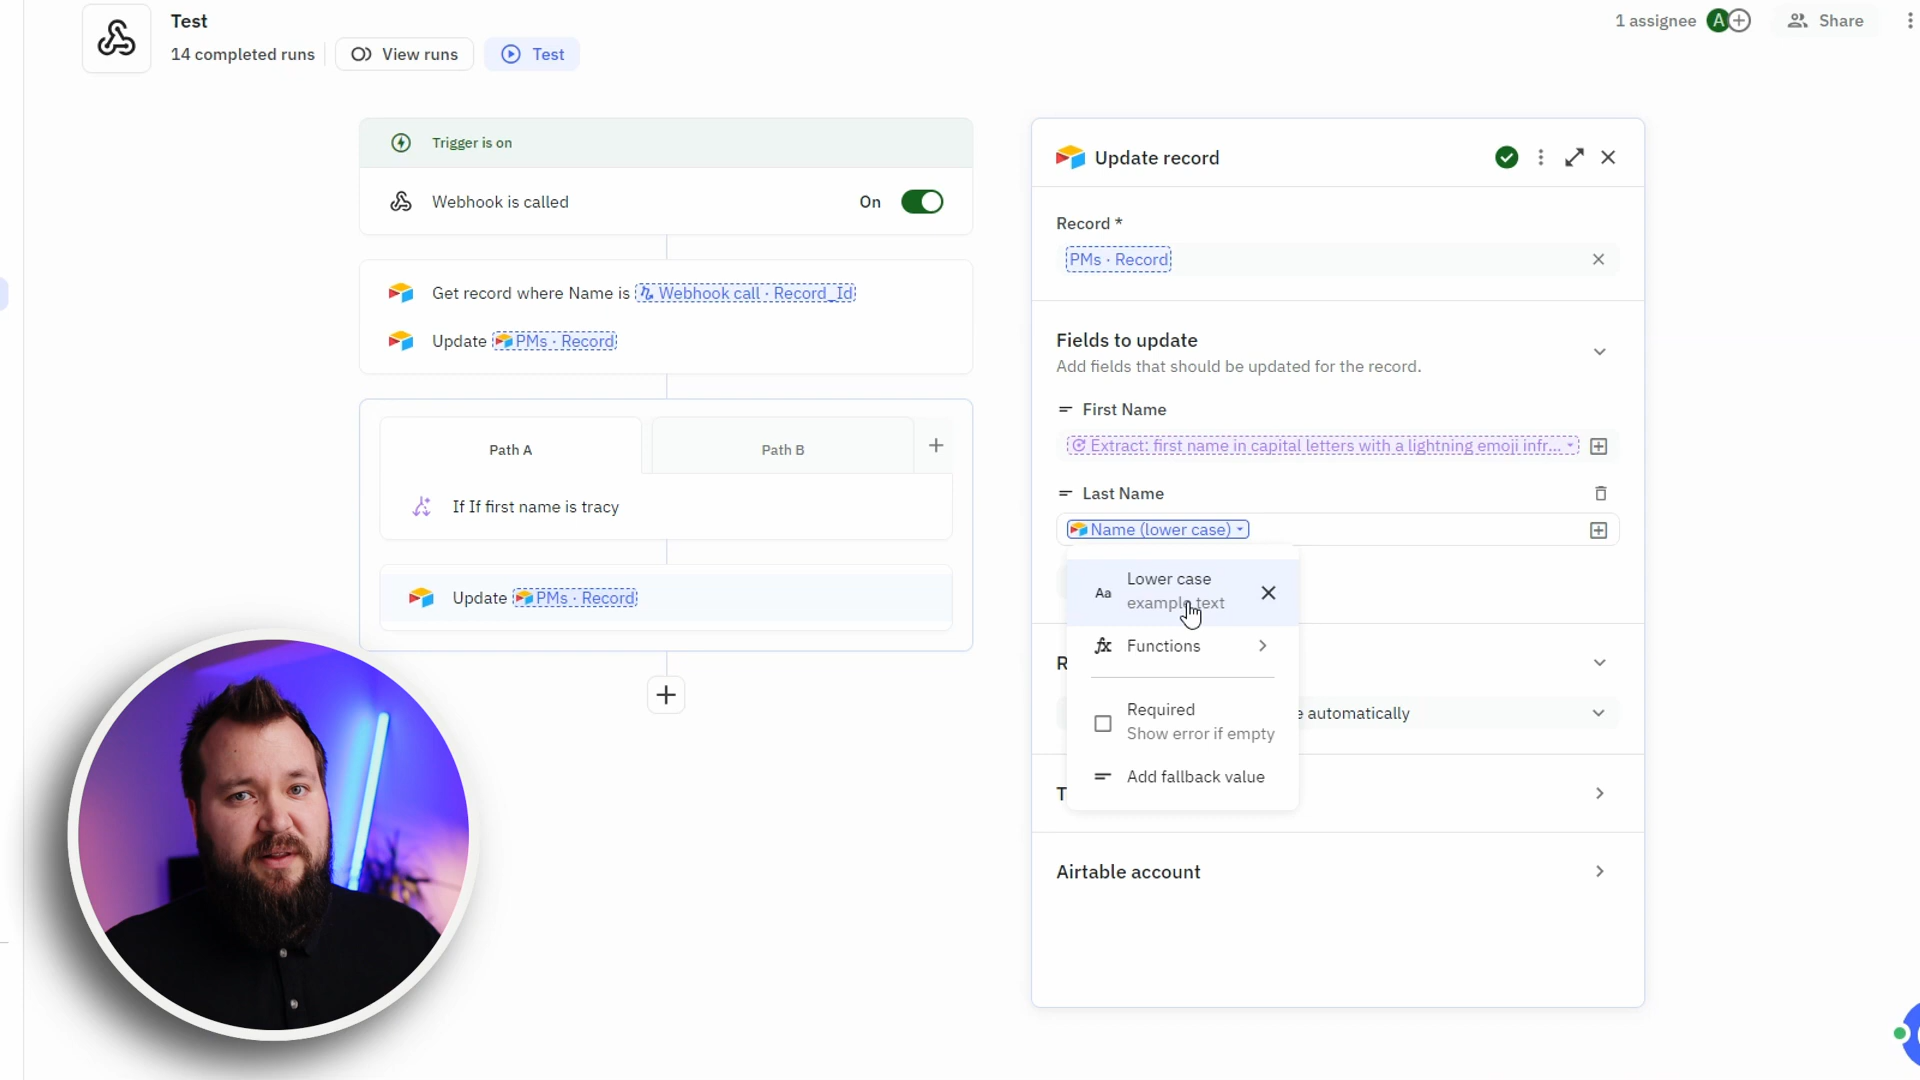 Test
14 completed runs
View runs
Test
1 assignee
A
Share
Trigger is on
Webhook is called
On
Get record where Name is Webhook call · Record_Id
Update PMs · Record
Path A
Path B
If If first name is tracy
Update PMs · Record
Update record
Record *
PMs · Record
Fields to update
Add fields that should be updated for the record.
First Name
Extract: first name in capital letters with a lightning emoji infr...
Last Name
Name (lower case)
Aa
Lower case
example text
fx
Functions
R
Required
Show error if empty
e automatically
Add fallback value
T
Airtable account